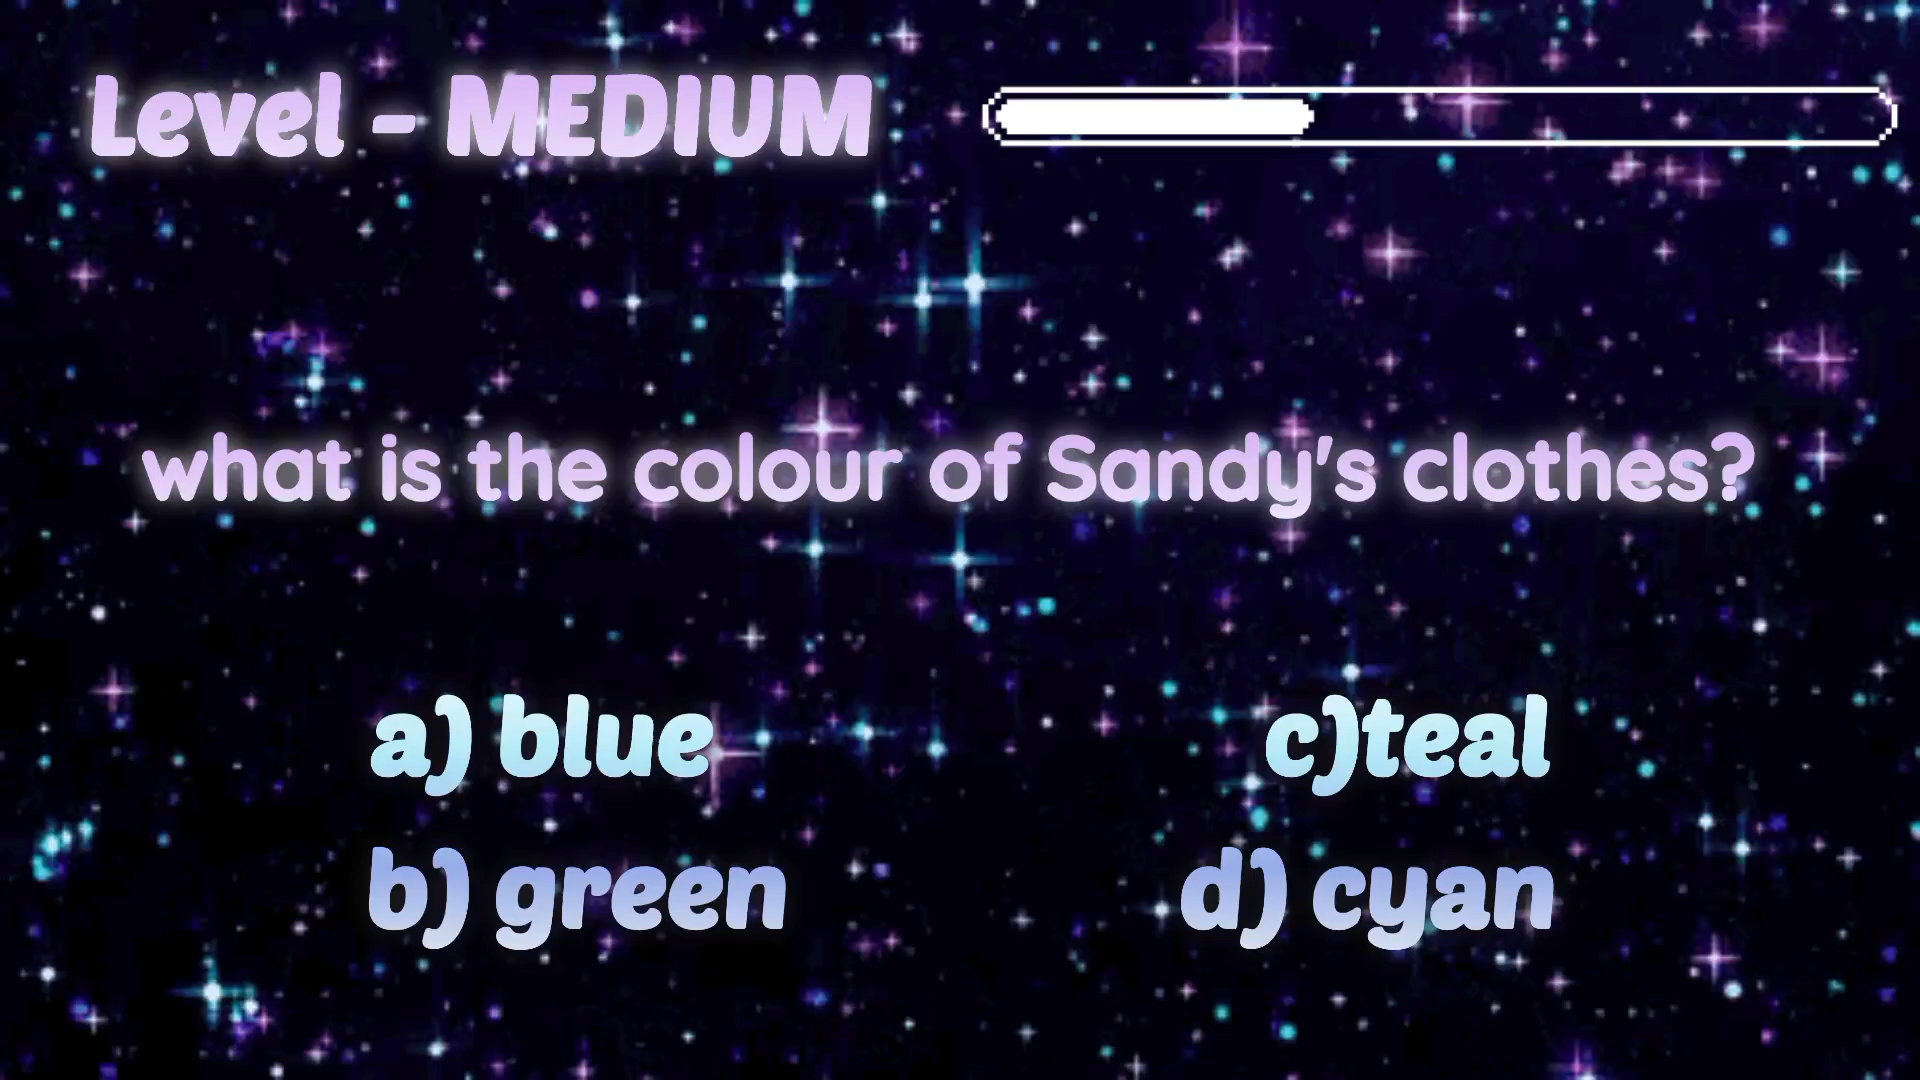 Level - MEDIUM
what is the colour of Sandy's clothes?
a) blue
b) green
c)teal
d) cyan